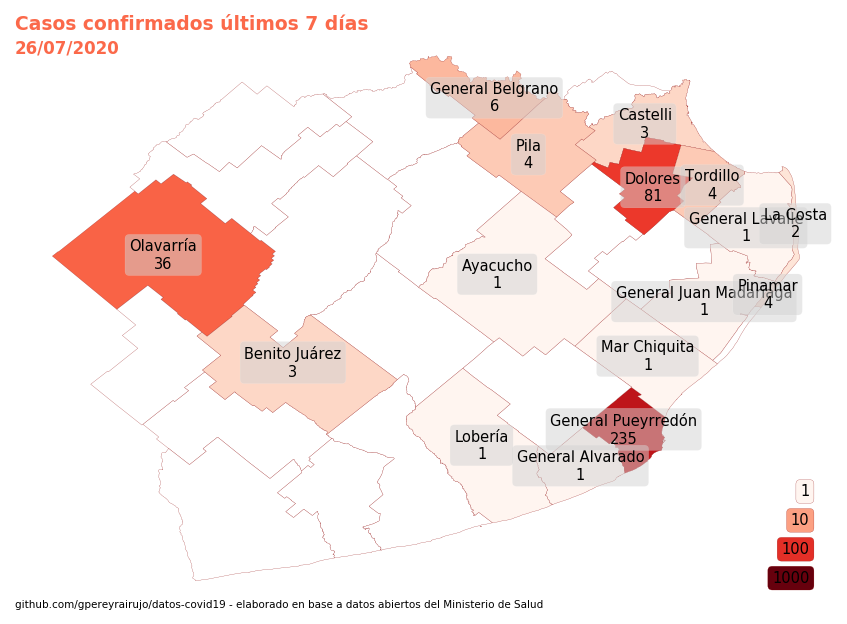 Casos confirmados últimos 7 días
26/07/2020
General Belgrano
6
Castelli
3
Pila
4
Dolores
81
Tordillo
4
General Lavalle
1
La Costa
2
Olavarría
36
Ayacucho
1
General Juan Madariaga
1
Pinamar
4
Mar Chiquita
1
Benito Juárez
3
General Pueyrredón
235
Lobería
1
General Alvarado
1
1
10
100
1000
github.com/gpereyrairujo/datos-covid19 - elaborado en base a datos abiertos del Ministerio de Salud